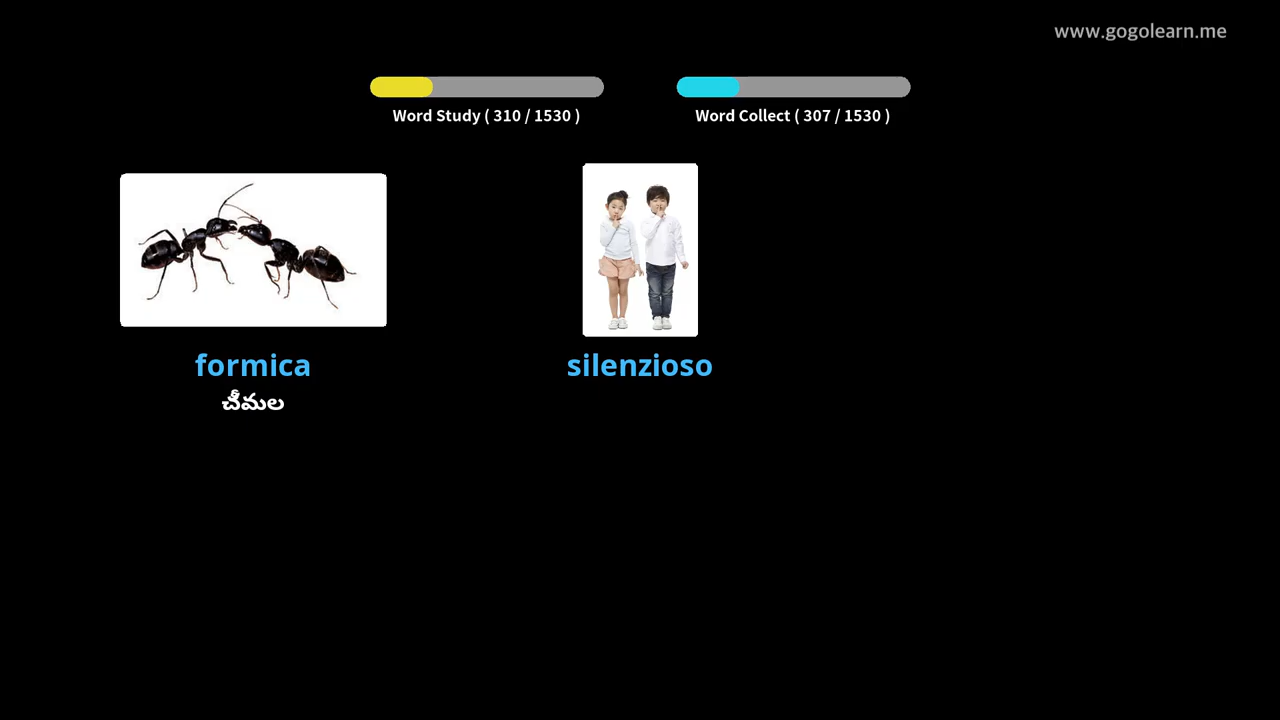 www.gogolearn.me
Word Study ( 310 / 1530 )
Word Collect ( 307 / 1530 )
formica
చీమల
silenzioso